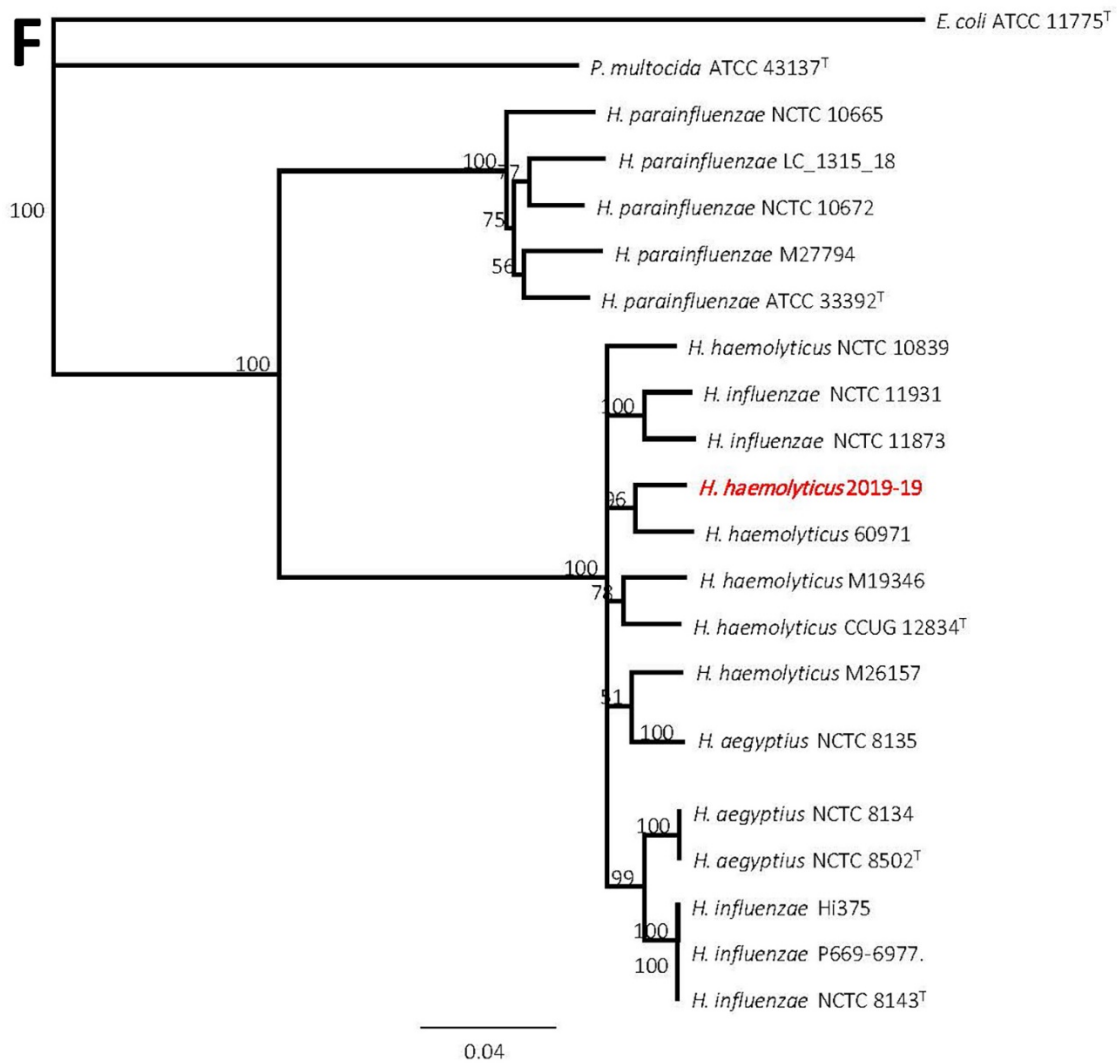 F
E. coli ATCC 11775ᵀ
P. multocida ATCC 43137ᵀ
H. parainfluenzae NCTC 10665
100
77
H. parainfluenzae LC_1315_18
100
75
H. parainfluenzae NCTC 10672
H. parainfluenzae M27794
56
H. parainfluenzae ATCC 33392ᵀ
H. haemolyticus NCTC 10839
100
H. influenzae NCTC 11931
100
H. influenzae NCTC 11873
H. haemolyticus 2019-19
96
H. haemolyticus 60971
100
H. haemolyticus M19346
78
H. haemolyticus CCUG 12834ᵀ
H. haemolyticus M26157
51
100
H. aegyptius NCTC 8135
H. aegyptius NCTC 8134
100
H. aegyptius NCTC 8502ᵀ
99
H. influenzae Hi375
100
H. influenzae P669-6977.
100
H. influenzae NCTC 8143ᵀ
0.04